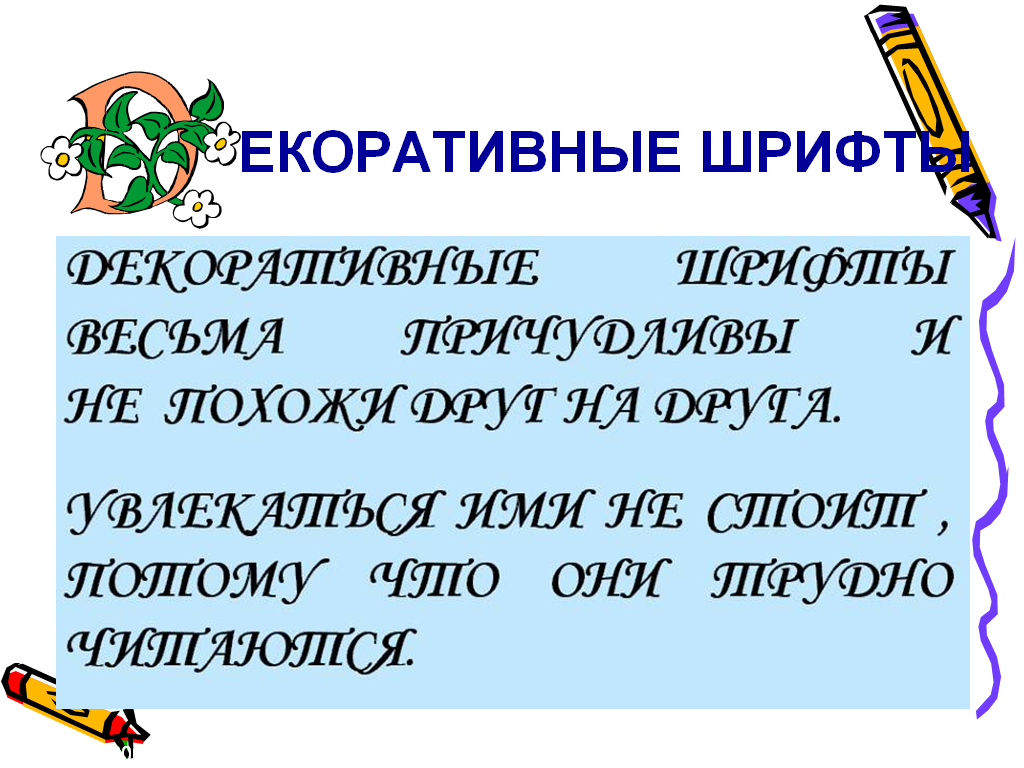 DЕКОРАТИВНЫЕ ШРИФТЫ
ДЕКОРАТИВНЫЕ ШРИФТЫ
ВЕСЬМА ПРИЧУДЛИВЫ И
НЕ ПОХОЖИ ДРУГ НА ДРУГА.
УВЛЕКАТЬСЯ ИМИ НЕ СТОИТ ,
ПОТОМУ ЧТО ОНИ ТРУДНО
ЧИТАЮТСЯ.